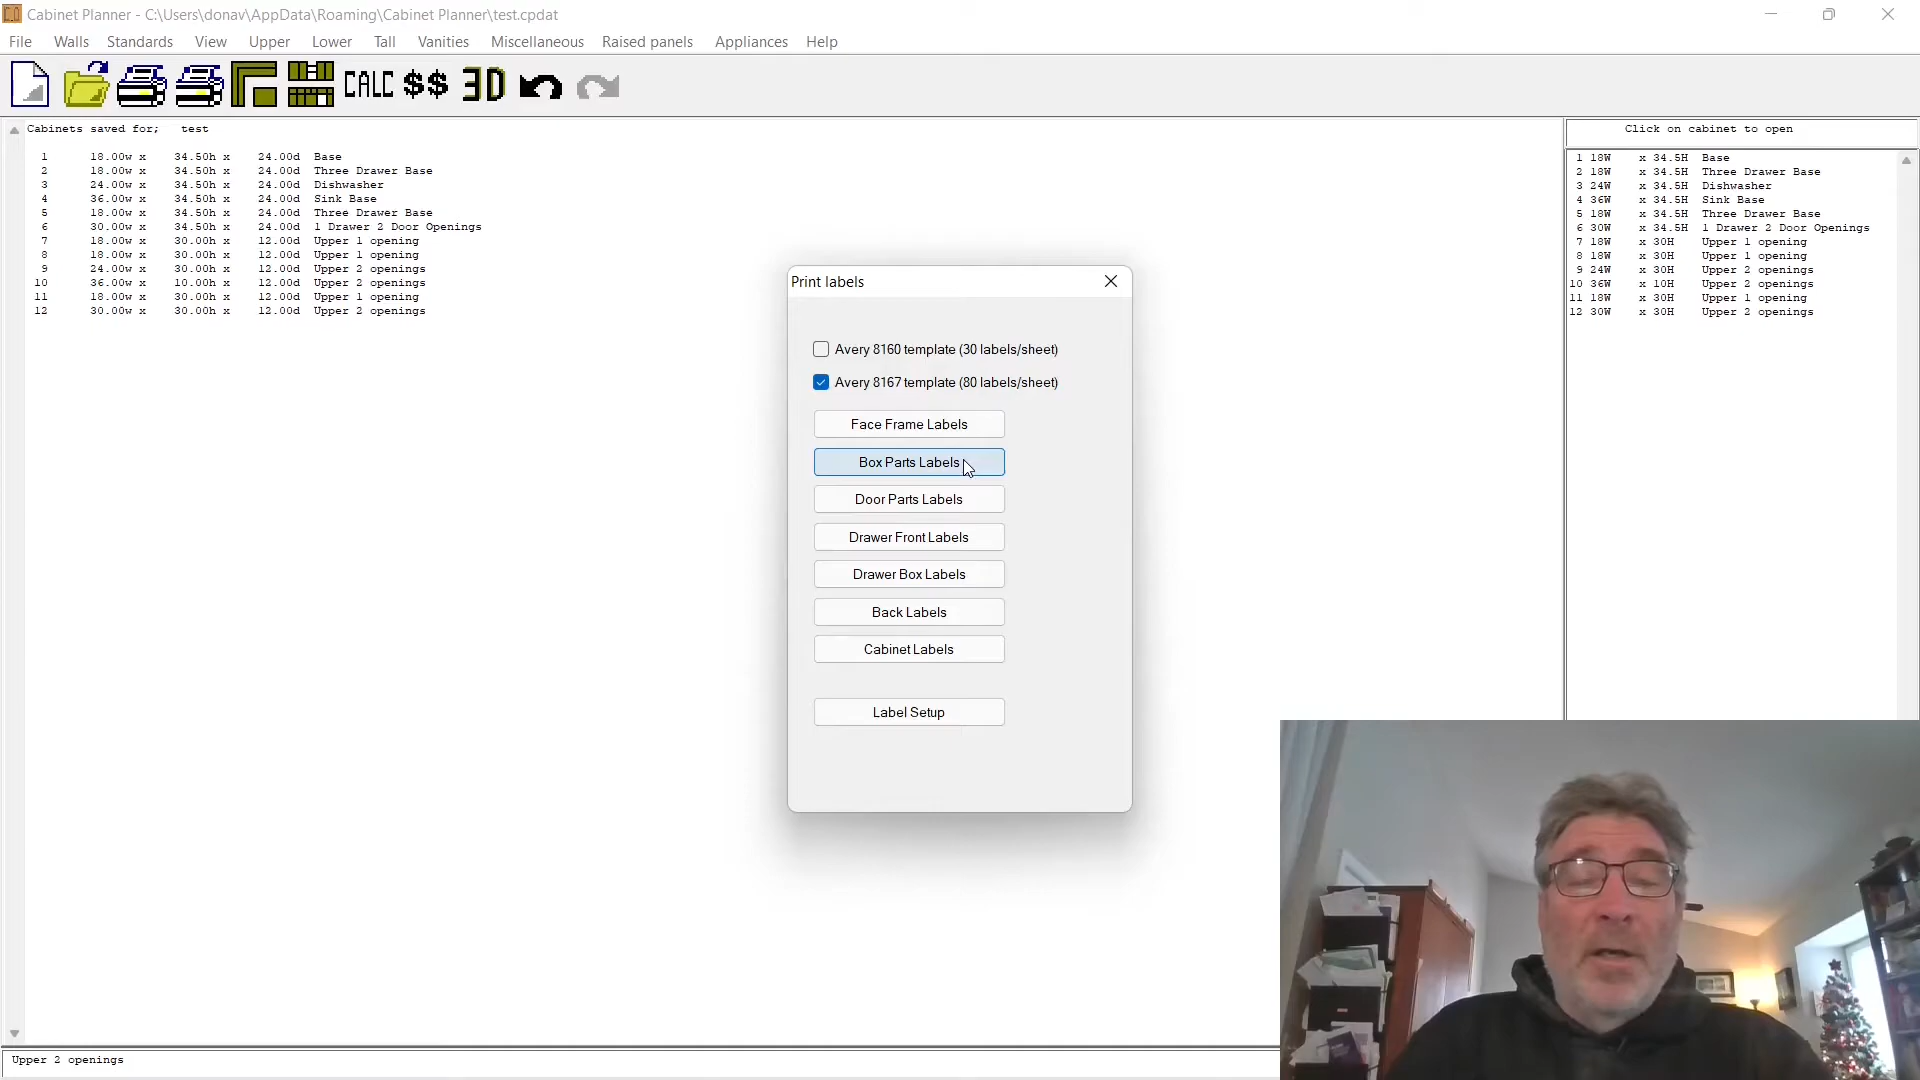 Cabinet Planner - C:\Users\donav\AppData\Roaming\Cabinet Planner\test.cpdat
File Walls Standards View Upper Lower Tall Vanities Miscellaneous Raised panels Appliances Help
CALC $$ 3D
Cabinets saved for; test
1 18.00w x 34.50h x 24.00d Base
2 18.00w x 34.50h x 24.00d Three Drawer Base
3 24.00w x 34.50h x 24.00d Dishwasher
4 36.00w x 34.50h x 24.00d Sink Base
5 18.00w x 34.50h x 24.00d Three Drawer Base
6 30.00w x 34.50h x 24.00d 1 Drawer 2 Door Openings
7 18.00w x 30.00h x 12.00d Upper 1 opening
8 18.00w x 30.00h x 12.00d Upper 1 opening
9 24.00w x 30.00h x 12.00d Upper 2 openings
10 36.00w x 10.00h x 12.00d Upper 2 openings
11 18.00w x 30.00h x 12.00d Upper 1 opening
12 30.00w x 30.00h x 12.00d Upper 2 openings
Print labels
Avery 8160 template (30 labels/sheet)
Avery 8167 template (80 labels/sheet)
Face Frame Labels
Box Parts Labels
Door Parts Labels
Drawer Front Labels
Drawer Box Labels
Back Labels
Cabinet Labels
Label Setup
Click on cabinet to open
1 18W x 34.5H Base
2 18W x 34.5H Three Drawer Base
3 24W x 34.5H Dishwasher
4 36W x 34.5H Sink Base
5 18W x 34.5H Three Drawer Base
6 30W x 34.5H 1 Drawer 2 Door Openings
7 18W x 30H Upper 1 opening
8 18W x 30H Upper 1 opening
9 24W x 30H Upper 2 openings
10 36W x 10H Upper 2 openings
11 18W x 30H Upper 1 opening
12 30W x 30H Upper 2 openings
Upper 2 openings